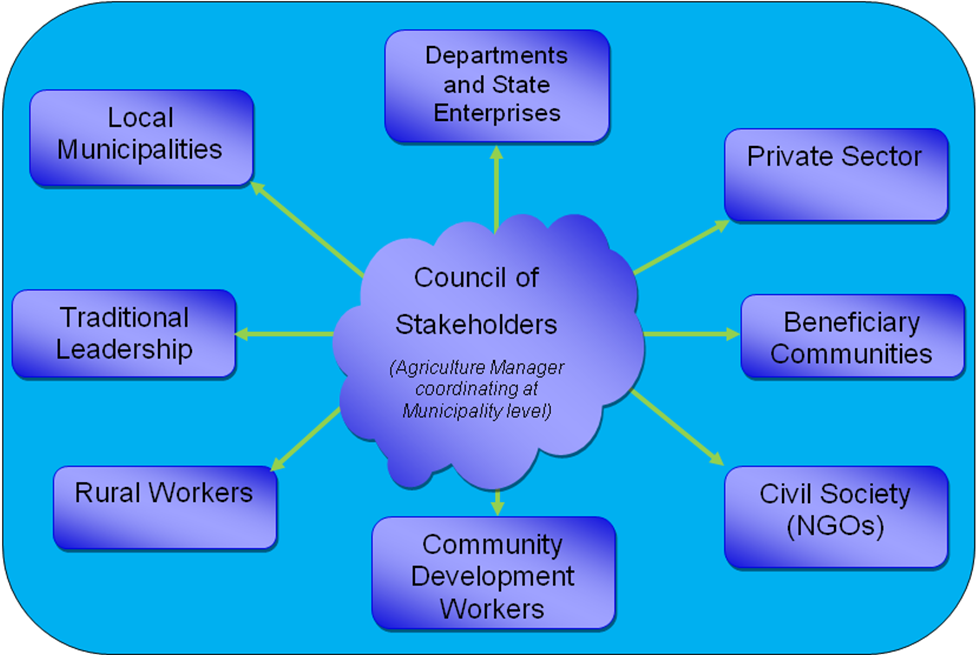 Departments
and State
Enterprises
Local
Municipalities
Private Sector
Council of
Stakeholders
(Agriculture Manager
coordinating at
Municipality level)
Traditional
Leadership
Beneficiary
Communities
Rural Workers
Civil Society
(NGOs)
Community
Development
Workers